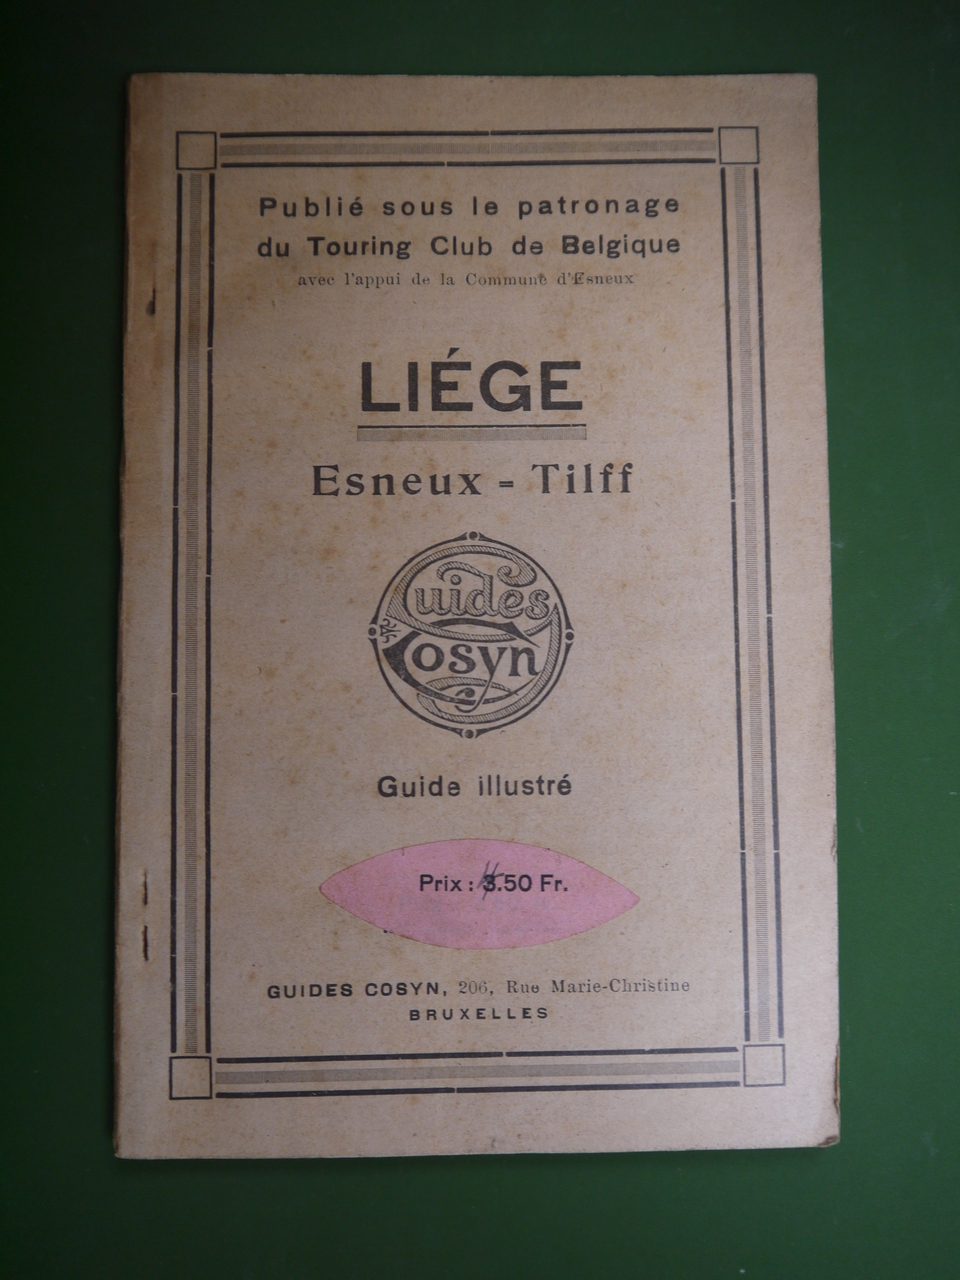 Publié sous le patronage
du Touring Club de Belgique
avec l'appui de la Commune d'Esneux
LIÉGE
Esneux - Tilff
Guides
Cosyn
Guide illustré
Prix : 3.50 Fr.
GUIDES COSYN, 206, Rue Marie-Christine
BRUXELLES